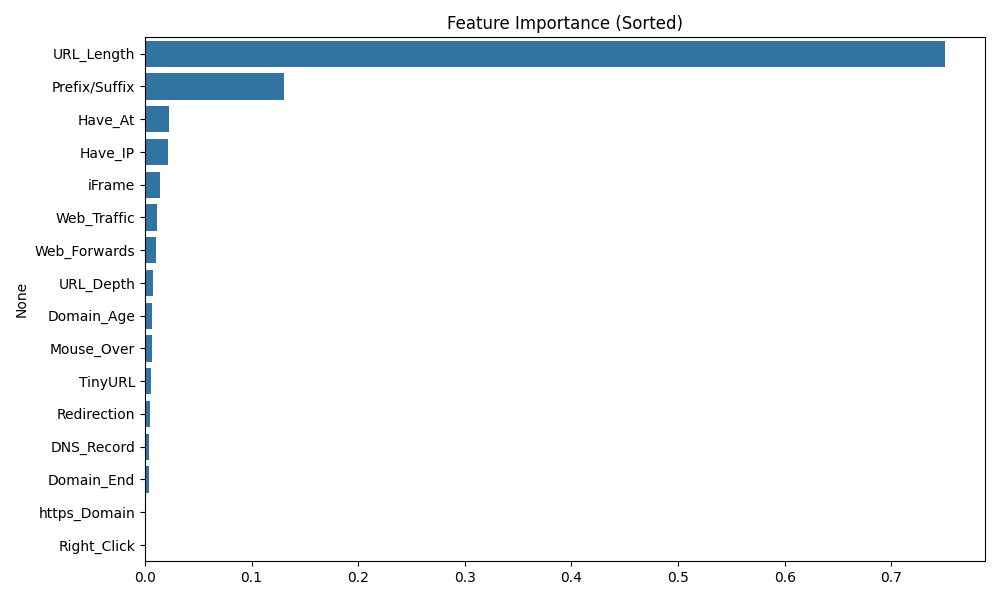 Feature Importance (Sorted)
URL_Length
Prefix/Suffix
Have_At
Have_IP
iFrame
Web_Traffic
Web_Forwards
URL_Depth
Domain_Age
Mouse_Over
TinyURL
Redirection
DNS_Record
Domain_End
https_Domain
Right_Click
None
0.0 0.1 0.2 0.3 0.4 0.5 0.6 0.7